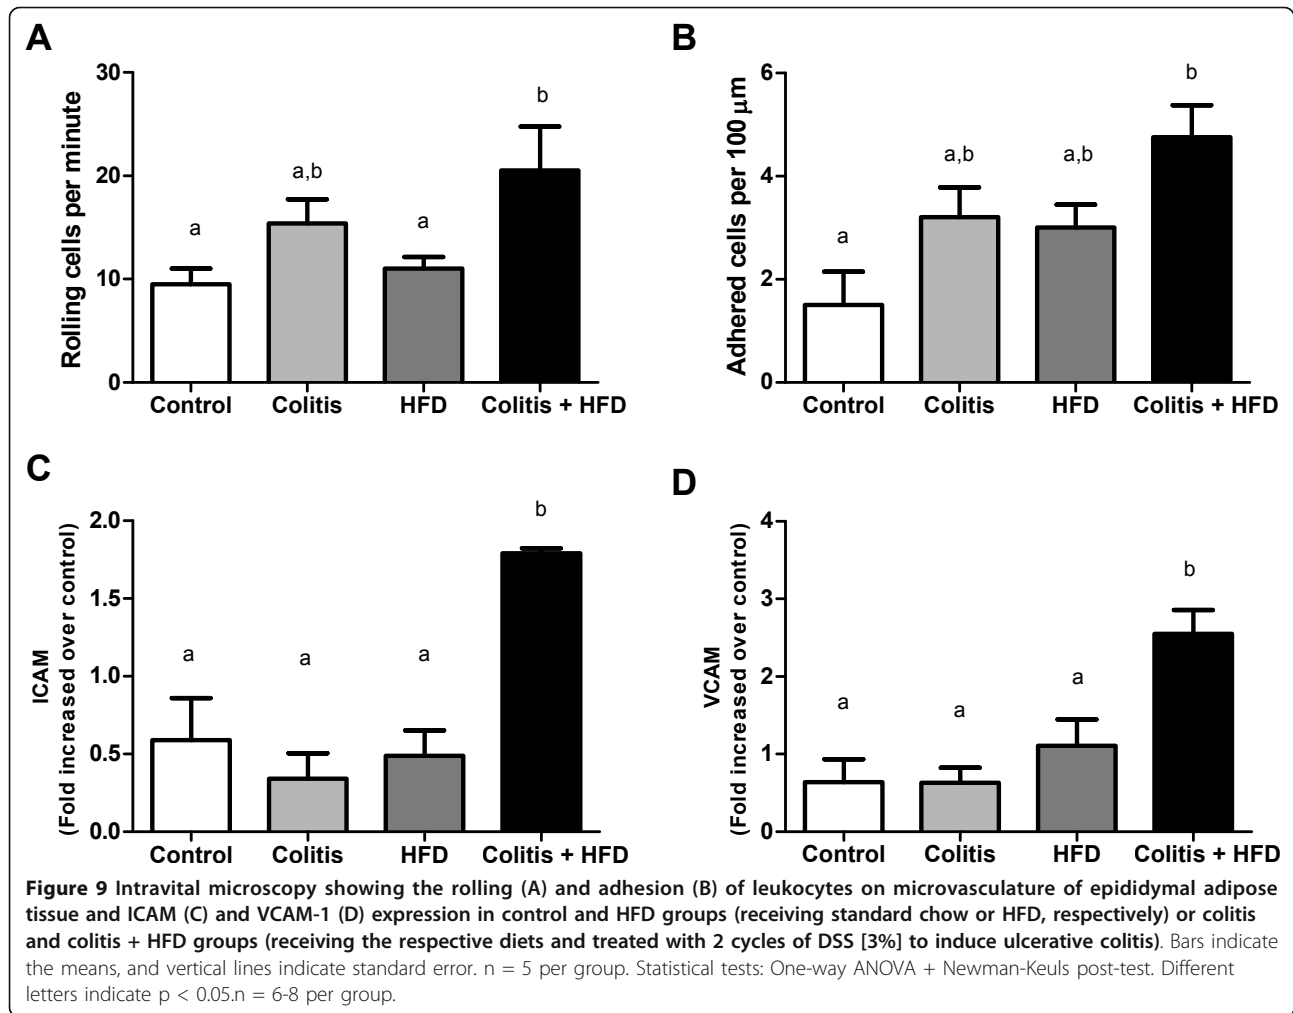 A
Rolling cells per minute
30
20
10
0
a
a,b
a
b
Control Colitis HFD Colitis + HFD
B
Adhered cells per 100 μm
6
4
2
0
a
a,b
a,b
b
Control Colitis HFD Colitis + HFD
C
ICAM
(Fold increased over control)
2.0
1.5
1.0
0.5
0.0
a
a
a
b
Control Colitis HFD Colitis + HFD
D
VCAM
(Fold increased over control)
4
3
2
1
0
a
a
a
b
Control Colitis HFD Colitis + HFD
Figure 9 Intravital microscopy showing the rolling (A) and adhesion (B) of leukocytes on microvasculature of epididymal adipose
tissue and ICAM (C) and VCAM-1 (D) expression in control and HFD groups (receiving standard chow or HFD, respectively) or colitis
and colitis + HFD groups (receiving the respective diets and treated with 2 cycles of DSS [3%] to induce ulcerative colitis). Bars indicate
the means, and vertical lines indicate standard error. n = 5 per group. Statistical tests: One-way ANOVA + Newman-Keuls post-test. Different
letters indicate p < 0.05.n = 6-8 per group.